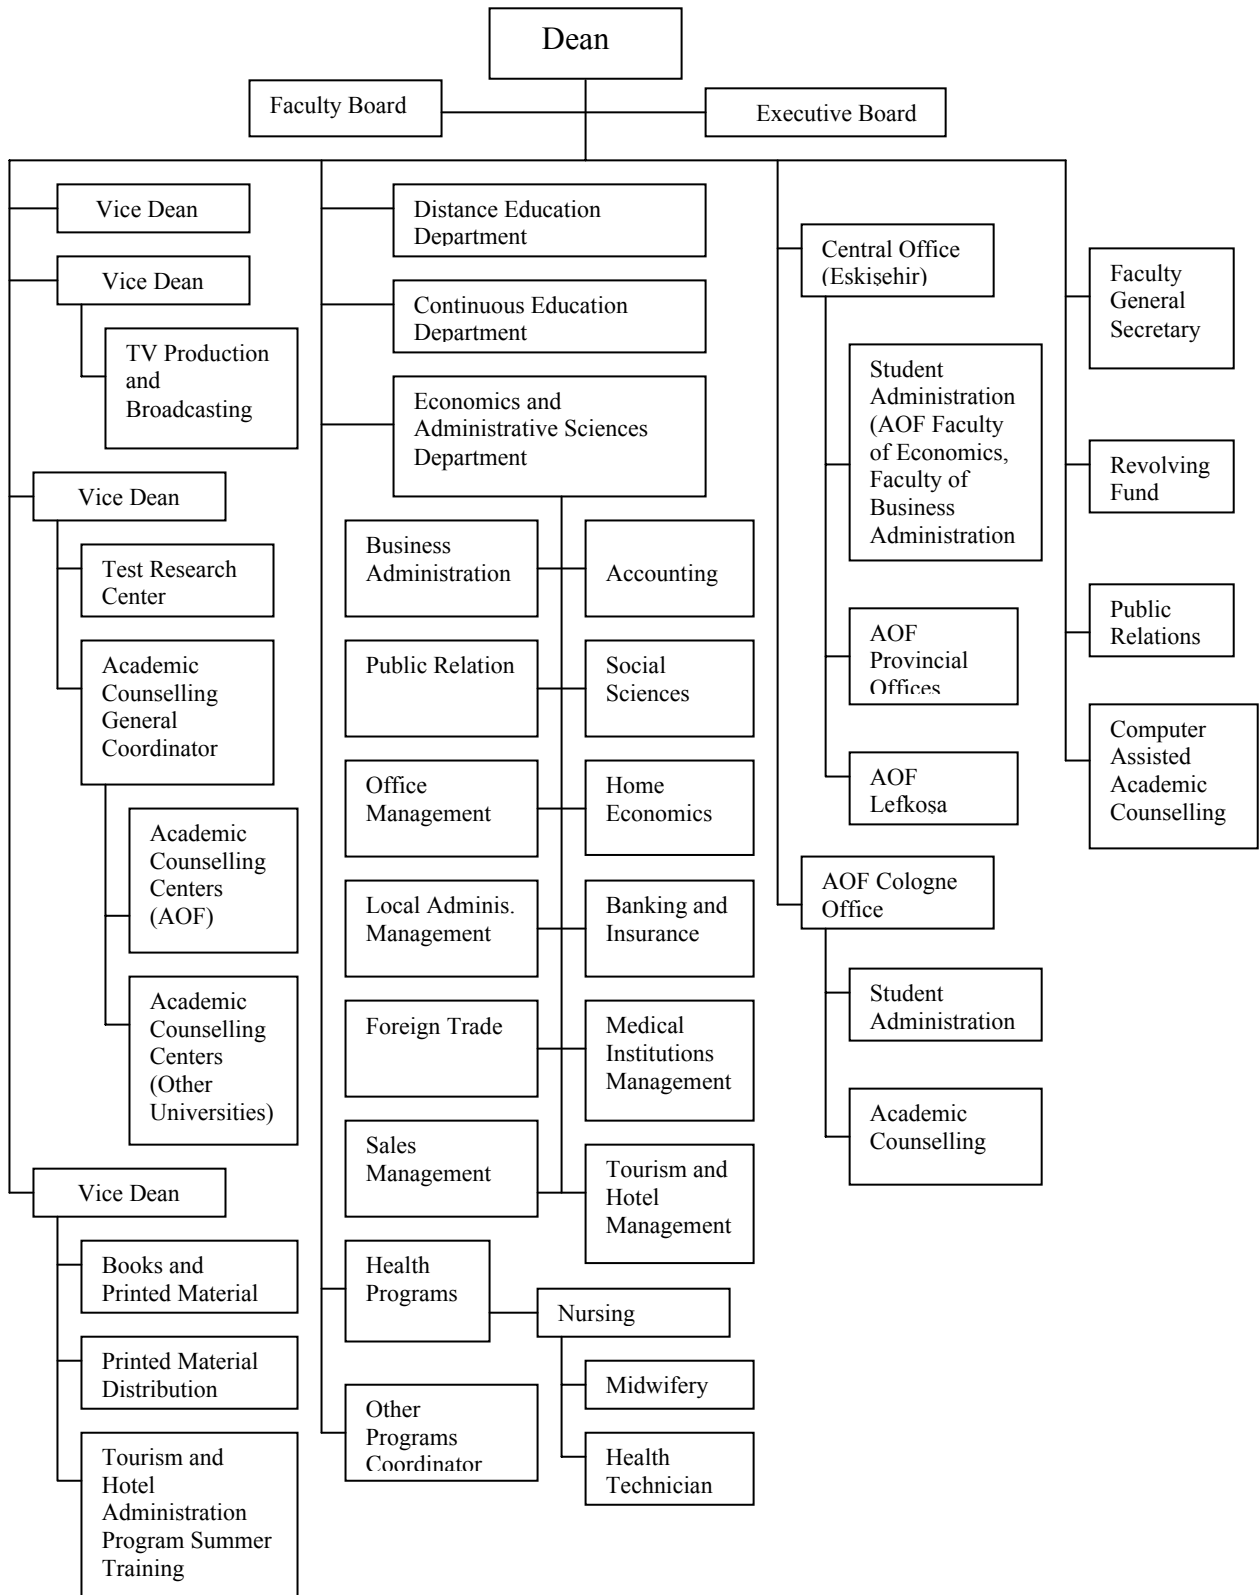 Dean
Faculty Board
Executive Board
Vice Dean
Vice Dean
TV Production
and
Broadcasting
Vice Dean
Test Research
Center
Academic
Counselling
General
Coordinator
Academic
Counselling
Centers
(AOF)
Academic
Counselling
Centers
(Other
Universities)
Vice Dean
Books and
Printed Material
Printed Material
Distribution
Tourism and
Hotel
Administration
Program Summer
Training
Distance Education
Department
Continuous Education
Department
Economics and
Administrative Sciences
Department
Business
Administration
Accounting
Public Relation
Social
Sciences
Office
Management
Home
Economics
Local Adminis.
Management
Banking and
Insurance
Foreign Trade
Medical
Institutions
Management
Sales
Management
Tourism and
Hotel
Management
Health
Programs
Nursing
Midwifery
Health
Technician
Other
Programs
Coordinator
Central Office
(Eskişehir)
Student
Administration
(AOF Faculty
of Economics,
Faculty of
Business
Administration
AOF
Provincial
Offices
AOF
Lefkoşa
AOF Cologne
Office
Student
Administration
Academic
Counselling
Faculty
General
Secretary
Revolving
Fund
Public
Relations
Computer
Assisted
Academic
Counselling